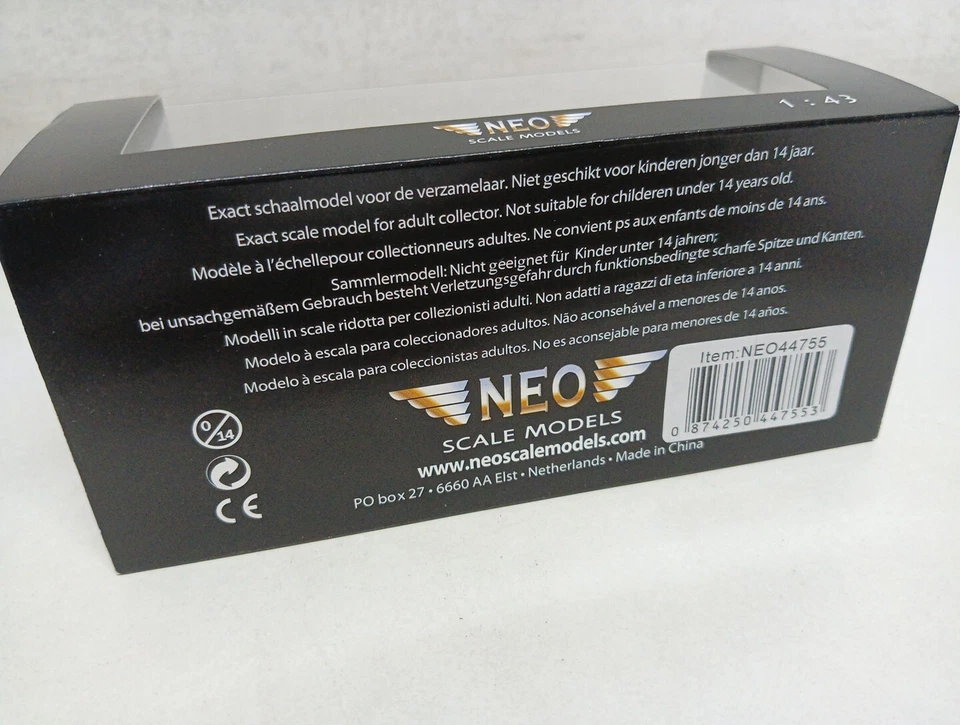 NEO
SCALE MODELS
1:43
Exact schaalmodel voor de verzamelaar. Niet geschikt voor kinderen jonger dan 14 jaar.
Exact scale model for adult collector. Not suitable for childeren under 14 years old.
Modèle à l'échellepour collectionneurs adultes. Ne convient ps aux enfants de moins de 14 ans.
Sammlermodell: Nicht geeignet für Kinder unter 14 jahren;
bei unsachgemäßem Gebrauch besteht Verletzungsgefahr durch funktionsbedingte scharfe Spitze und Kanten.
Modelli in scale ridotta per collezionisti adulti. Non adatti a ragazzi di eta inferiore a 14 anni.
Modelo à escala para coleccionadores adultos. Não aconsehável a menores de 14 anos.
Modelo à escala para coleccionistas adultos. No es aconsejable para menores de 14 años.
Item:NEO44755
0 874250 447553
NEO
SCALE MODELS
www.neoscalemodels.com
PO box 27 • 6660 AA Elst • Netherlands • Made in China
0/14
CE